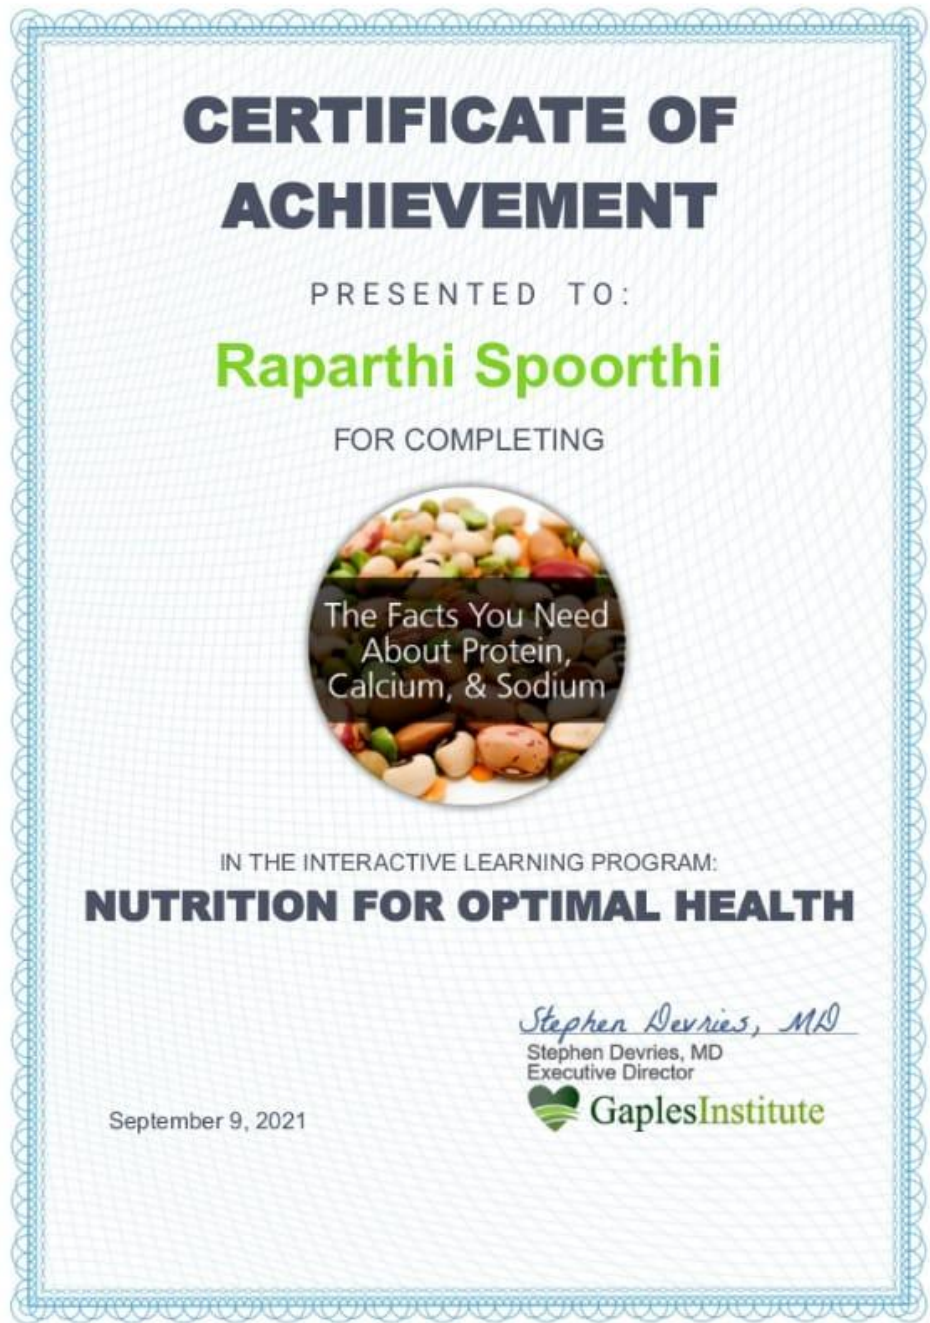 CERTIFICATE OF
ACHIEVEMENT
PRESENTED TO:
Raparthi Spoorthi
FOR COMPLETING
The Facts You Need
About Protein,
Calcium, & Sodium
IN THE INTERACTIVE LEARNING PROGRAM:
NUTRITION FOR OPTIMAL HEALTH
Stephen Devries, MD
Stephen Devries, MD
Executive Director
GaplesInstitute
September 9, 2021